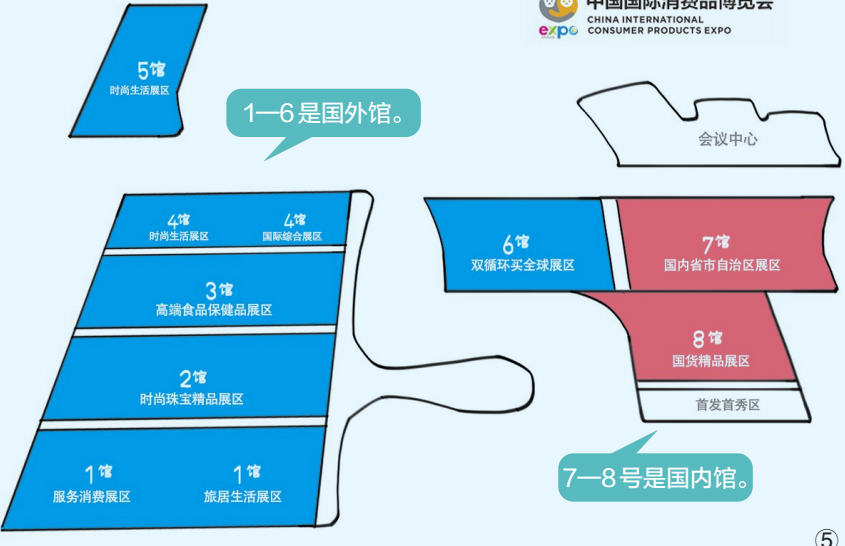 中国国际消费品博览会
CHINA INTERNATIONAL
CONSUMER PRODUCTS EXPO
expo
5馆
时尚生活展区
1—6是国外馆。
会议中心
4馆
时尚生活展区
4馆
国际综合展区
6馆
双循环买全球展区
7馆
国内省市自治区展区
3馆
高端食品保健品展区
8馆
国货精品展区
2馆
时尚珠宝精品展区
首发首秀区
1馆
服务消费展区
1馆
旅居生活展区
7—8号是国内馆。
⑤